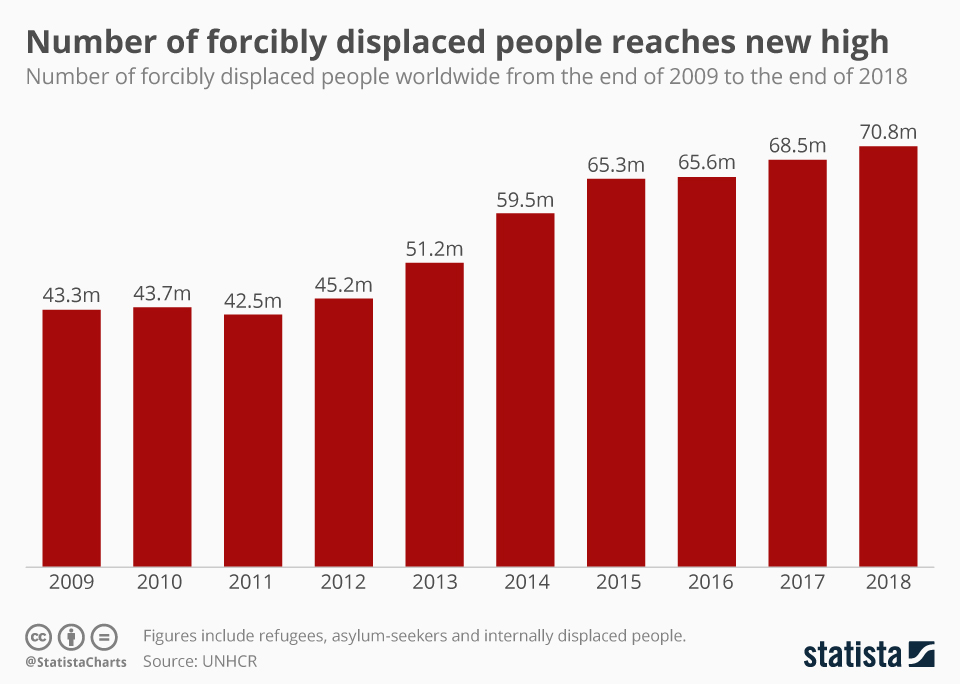 Number of forcibly displaced people reaches new high
Number of forcibly displaced people worldwide from the end of 2009 to the end of 2018
43.3m
43.7m
42.5m
45.2m
51.2m
59.5m
65.3m
65.6m
68.5m
70.8m
2009 2010 2011 2012 2013 2014 2015 2016 2017 2018
cc
@StatistaCharts
Figures include refugees, asylum-seekers and internally displaced people.
Source: UNHCR
statista